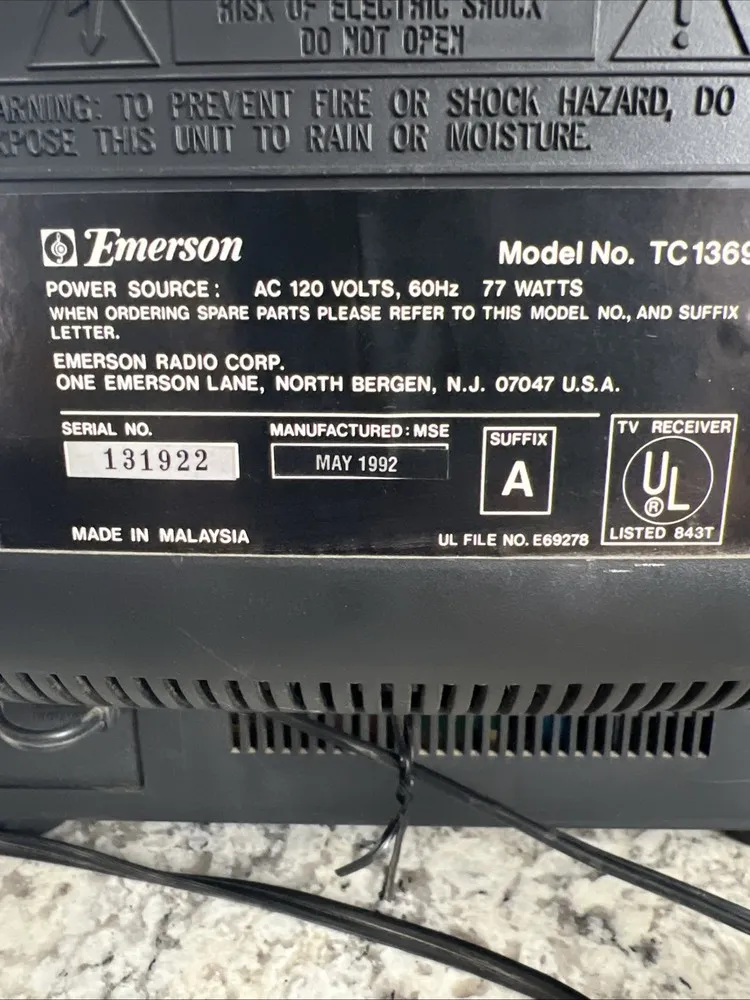 RISK OF ELECTRIC SHOCK
DO NOT OPEN
WARNING: TO PREVENT FIRE OR SHOCK HAZARD, DO
EXPOSE THIS UNIT TO RAIN OR MOISTURE.
Emerson
Model No. TC1369
POWER SOURCE: AC 120 VOLTS, 60Hz 77 WATTS
WHEN ORDERING SPARE PARTS PLEASE REFER TO THIS MODEL NO., AND SUFFIX
LETTER.
EMERSON RADIO CORP.
ONE EMERSON LANE, NORTH BERGEN, N.J. 07047 U.S.A.
SERIAL NO.
131922
MANUFACTURED: MSE
MAY 1992
SUFFIX
A
TV RECEIVER
UL
®
LISTED 843T
MADE IN MALAYSIA
UL FILE NO. E69278